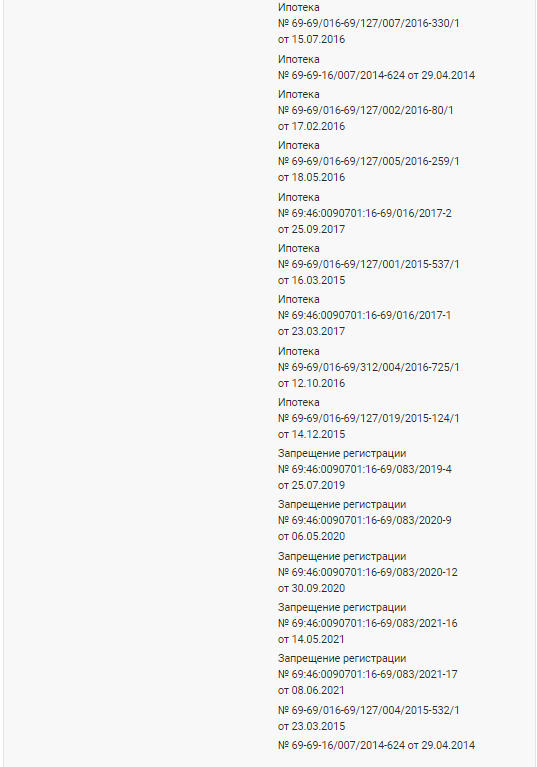 Ипотека
№ 69-69/016-69/127/007/2016-330/1
от 15.07.2016
Ипотека
№ 69-69-16/007/2014-624 от 29.04.2014
Ипотека
№ 69-69/016-69/127/002/2016-80/1
от 17.02.2016
Ипотека
№ 69-69/016-69/127/005/2016-259/1
от 18.05.2016
Ипотека
№ 69:46:0090701:16-69/016/2017-2
от 25.09.2017
Ипотека
№ 69-69/016-69/127/001/2015-537/1
от 16.03.2015
Ипотека
№ 69:46:0090701:16-69/016/2017-1
от 23.03.2017
Ипотека
№ 69-69/016-69/312/004/2016-725/1
от 12.10.2016
Ипотека
№ 69-69/016-69/127/019/2015-124/1
от 14.12.2015
Запрещение регистрации
№ 69:46:0090701:16-69/083/2019-4
от 25.07.2019
Запрещение регистрации
№ 69:46:0090701:16-69/083/2020-9
от 06.05.2020
Запрещение регистрации
№ 69:46:0090701:16-69/083/2020-12
от 30.09.2020
Запрещение регистрации
№ 69:46:0090701:16-69/083/2021-16
от 14.05.2021
Запрещение регистрации
№ 69:46:0090701:16-69/083/2021-17
от 08.06.2021
№ 69-69/016-69/127/004/2015-532/1
от 23.03.2015
№ 69-69-16/007/2014-624 от 29.04.2014